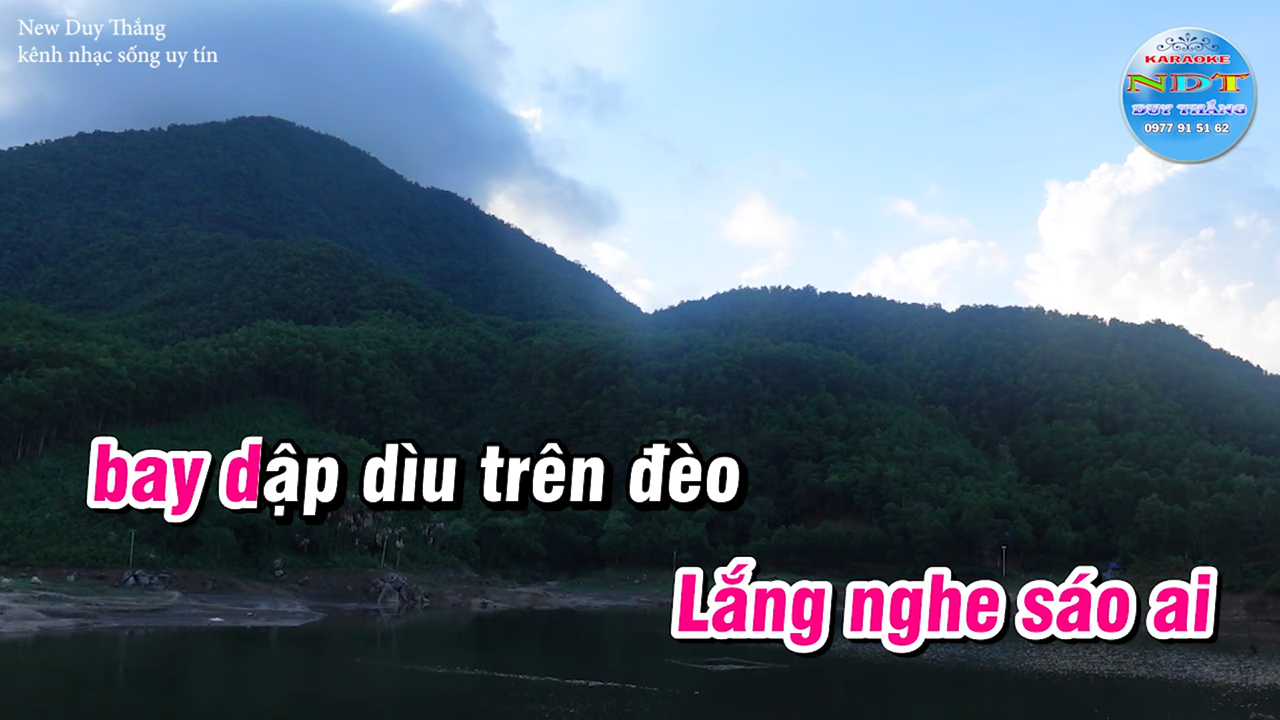 New Duy Thắng
kênh nhạc sống uy tín
KARAOKE
NDT
DUY THẮNG
0977 91 51 62
bay dập dìu trên đèo
Lắng nghe sáo ai